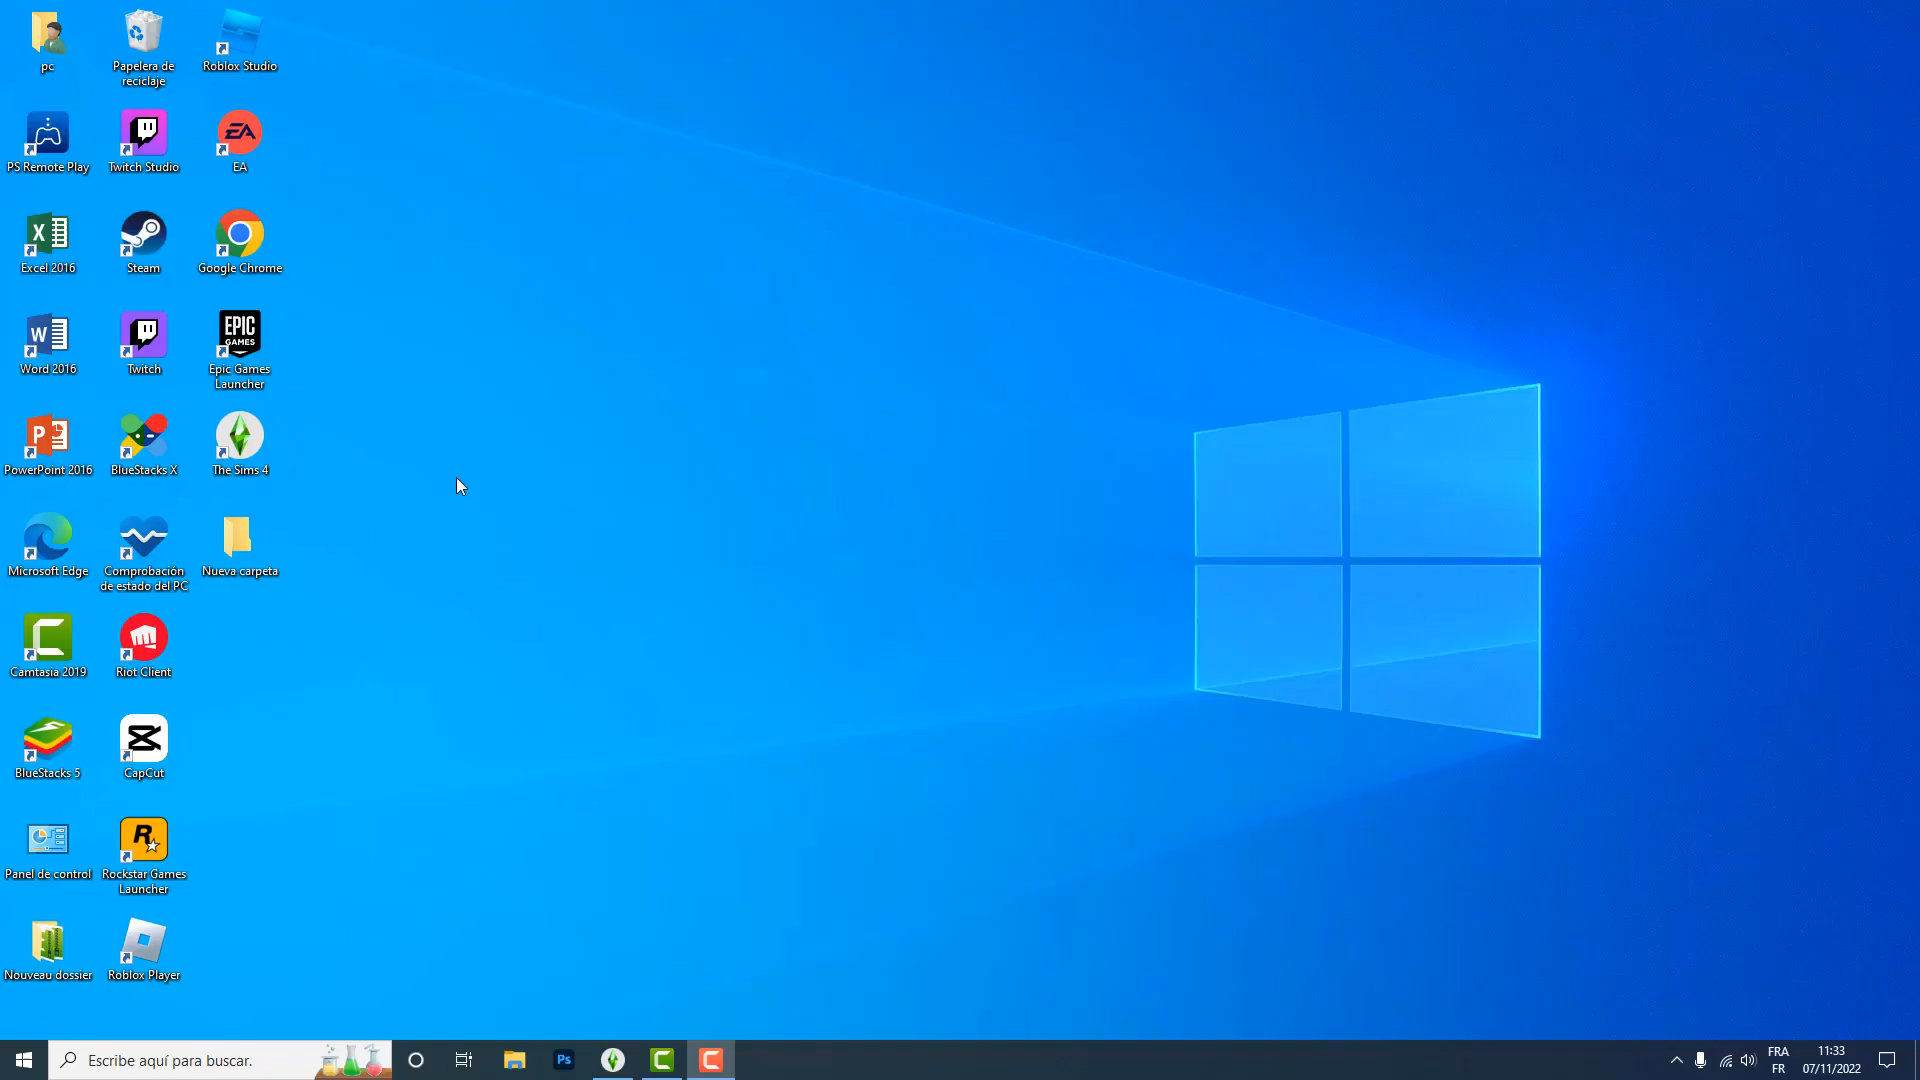 pc
Papelera de
reciclaje
Roblox Studio
PS Remote Play
Twitch Studio
EA
EA
Excel 2016
Steam
Google Chrome
Word 2016
Twitch
EPIC
GAMES
Epic Games
Launcher
PowerPoint 2016
BlueStacks X
The Sims 4
Microsoft Edge
Comprobación
de estado del PC
Nueva carpeta
Camtasia 2019
Riot Client
BlueStacks 5
CapCut
Panel de control
Rockstar Games
Launcher
Nouveau dossier
Roblox Player
Escribe aquí para buscar.
Ps
FRA
FR
11:33
07/11/2022